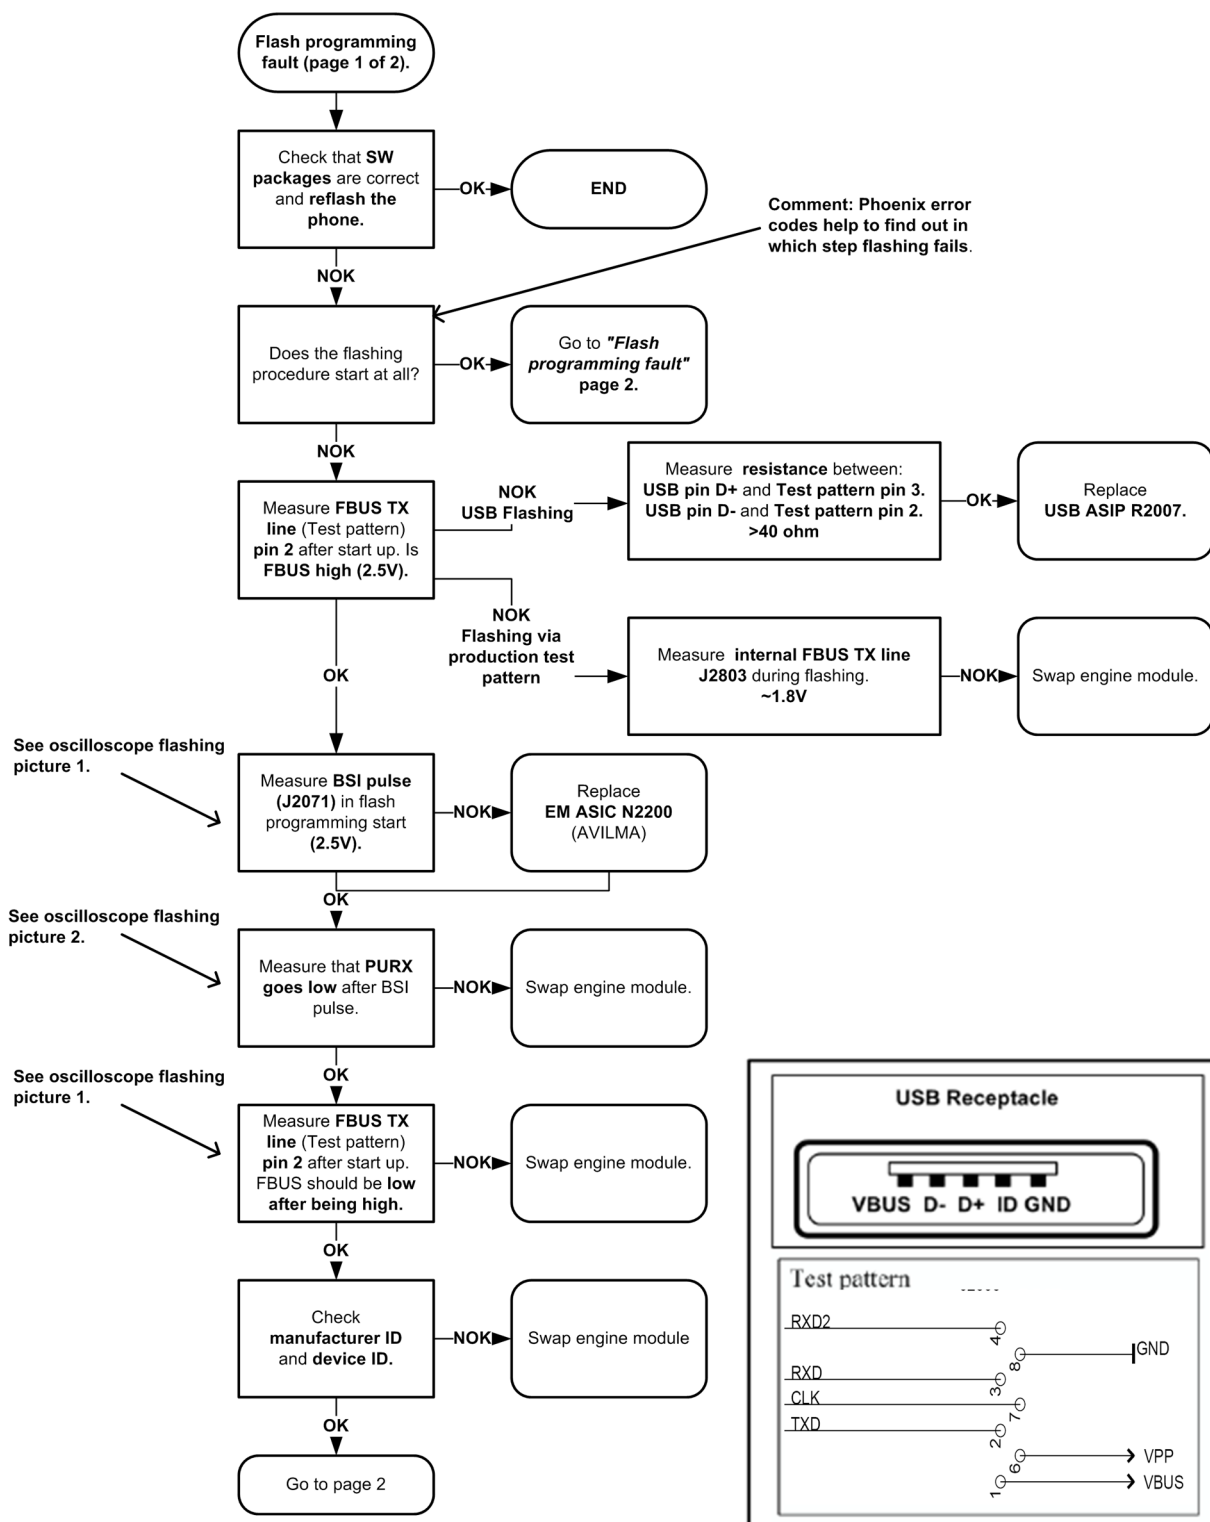 Flash programming
fault (page 1 of 2).
Check that SW
packages are correct
and reflash the
phone.
OK
END
Comment: Phoenix error
codes help to find out in
which step flashing fails.
NOK
Does the flashing
procedure start at all?
OK
Go to "Flash
programming fault"
page 2.
NOK
Measure FBUS TX
line (Test pattern)
pin 2 after start up. Is
FBUS high (2.5V).
NOK
USB Flashing
Measure resistance between:
USB pin D+ and Test pattern pin 3.
USB pin D- and Test pattern pin 2.
>40 ohm
OK
Replace
USB ASIP R2007.
NOK
Flashing via
production test
pattern
Measure internal FBUS TX line
J2803 during flashing.
~1.8V
NOK
Swap engine module.
OK
See oscilloscope flashing
picture 1.
Measure BSI pulse
(J2071) in flash
programming start
(2.5V).
NOK
Replace
EM ASIC N2200
(AVILMA)
OK
See oscilloscope flashing
picture 2.
Measure that PURX
goes low after BSI
pulse.
NOK
Swap engine module.
OK
See oscilloscope flashing
picture 1.
Measure FBUS TX
line (Test pattern)
pin 2 after start up.
FBUS should be low
after being high.
NOK
Swap engine module.
OK
Check
manufacturer ID
and device ID.
NOK
Swap engine module
OK
Go to page 2
USB Receptacle
VBUS D- D+ ID GND
Test pattern
RXD2
4
8
GND
RXD
3
CLK
7
TXD
2
6
VPP
1
VBUS